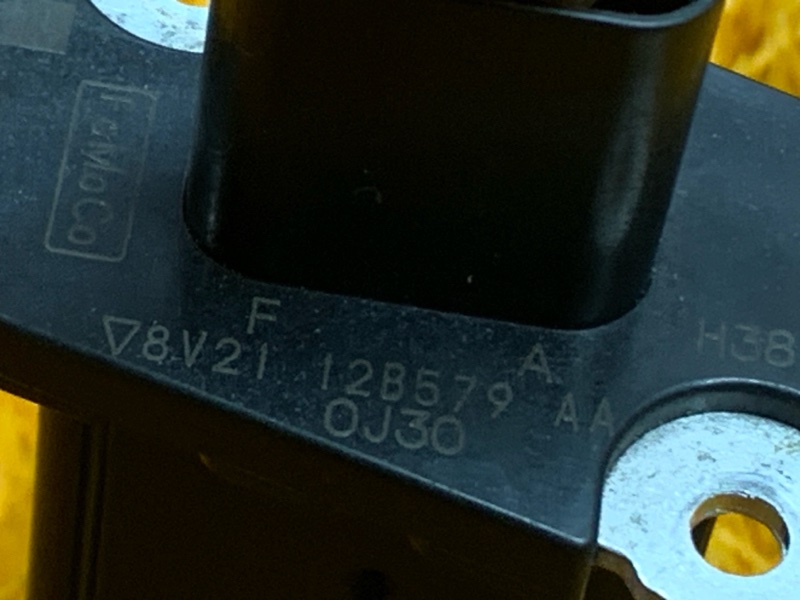 FoMoCo
F
▽8V21 12B579 AA
A
0J30
H38